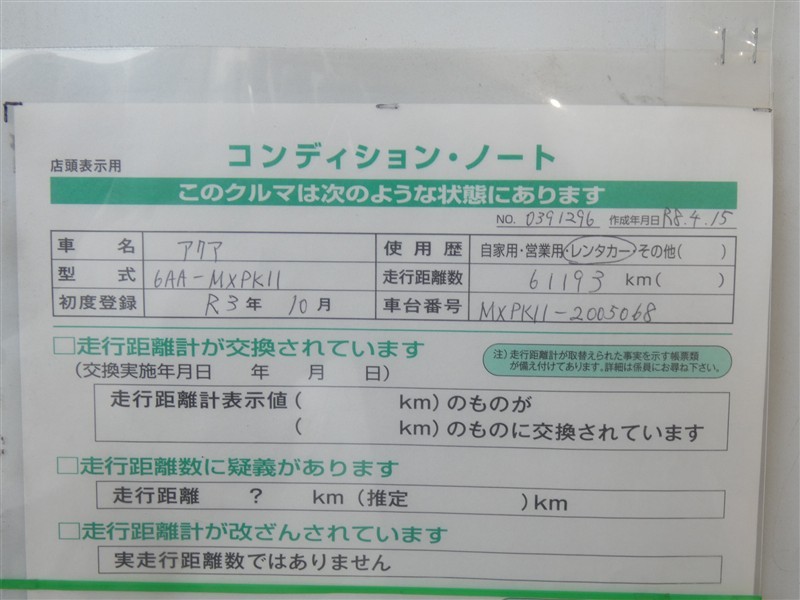 店頭表示用
コンディション・ノート
このクルマは次のような状態にあります
NO. 0391296 作成年月日 R8.4.15
車名 アクア 使用歴 自家用・営業用・レンタカー・その他( )
型式 6AA-MXPK11 走行距離数 61193 km( )
初度登録 R3年 10月 車台番号 MXPK11-2005068
□走行距離計が交換されています
(交換実施年月日 年 月 日)
注)走行距離計が取替えられた事実を示す帳票類
が備え付けてあります。詳細は係員にお尋ね下さい。
走行距離計表示値( km)のものが
( km)のものに交換されています
□走行距離数に疑義があります
走行距離 ? km(推定 )km
□走行距離計が改ざんされています
実走行距離数ではありません